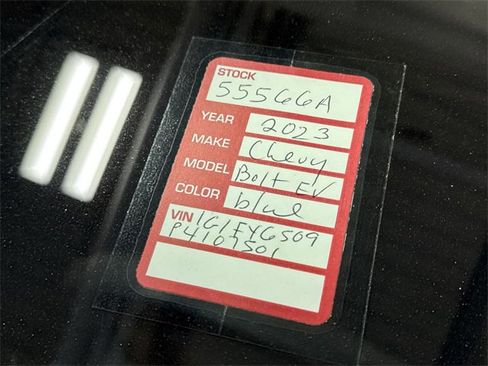 STOCK
55566A
YEAR 2023
MAKE Chevy
MODEL Bolt EV
COLOR blue
VIN 1G1FY6S09
P4107501